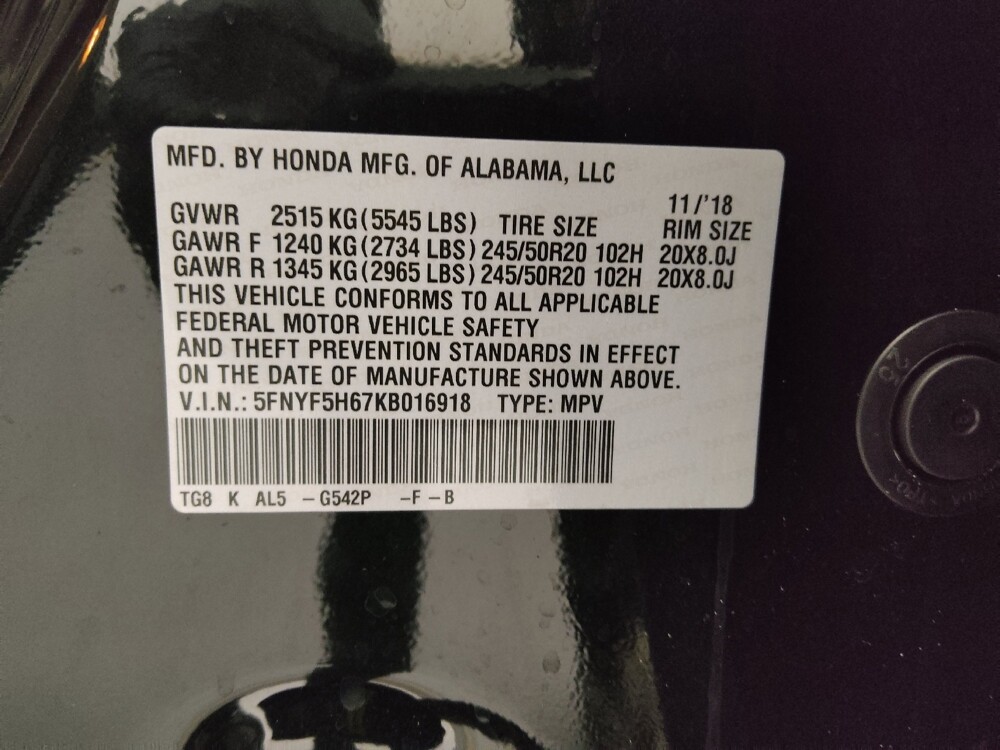 MFD. BY HONDA MFG. OF ALABAMA, LLC
11/'18
GVWR 2515 KG (5545 LBS) TIRE SIZE RIM SIZE
GAWR F 1240 KG (2734 LBS) 245/50R20 102H 20X8.0J
GAWR R 1345 KG (2965 LBS) 245/50R20 102H 20X8.0J
THIS VEHICLE CONFORMS TO ALL APPLICABLE
FEDERAL MOTOR VEHICLE SAFETY
AND THEFT PREVENTION STANDARDS IN EFFECT
ON THE DATE OF MANUFACTURE SHOWN ABOVE.
V.I.N.: 5FNYF5H67KB016918 TYPE: MPV
TG8 K AL5 – G542P – F – B
25